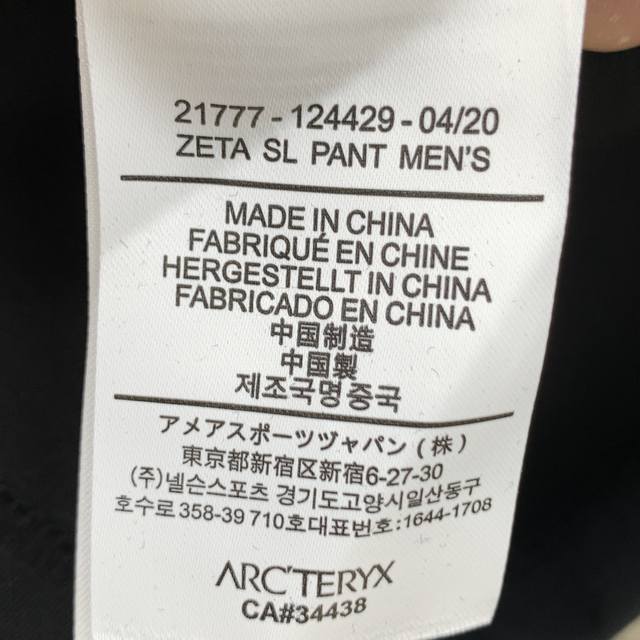 21777-124429-04/20
ZETA SL PANT MEN'S
MADE IN CHINA
FABRIQUÉ EN CHINE
HERGESTELLT IN CHINA
FABRICADO EN CHINA
中国制造
中国製
제조국명중국
アメアスポーツヅャパン(株)
東京都新宿区新宿6-27-30
(주)넬슨스포츠 경기도고양시일산동구
호수로358-39 710호대표번호:1644-1708
ARC'TERYX
CA#34438